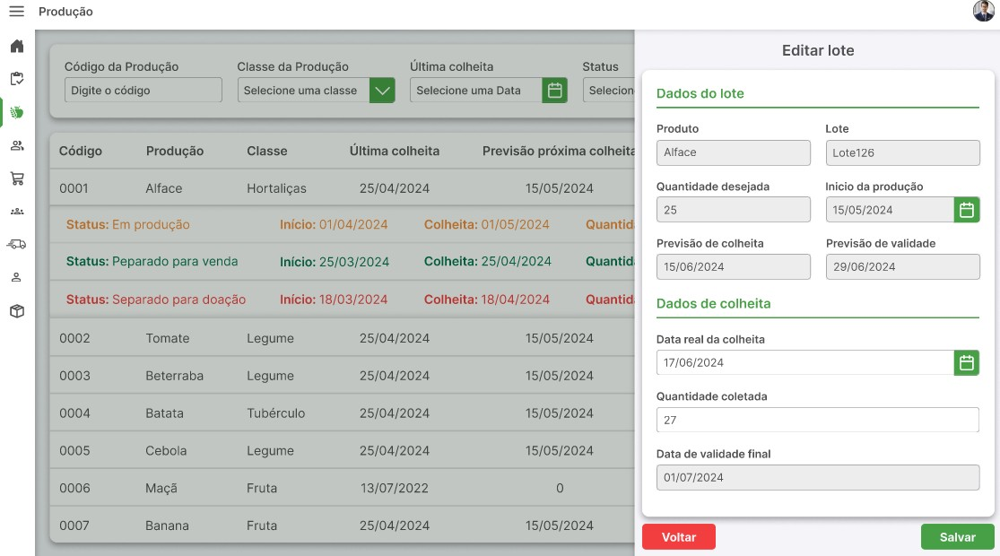 Produção
Código da Produção Classe da Produção Última colheita Status
Digite o código Selecione uma classe Selecione uma Data Selecion
Código Produção Classe Última colheita Previsão próxima colheita
0001 Alface Hortaliças 25/04/2024 15/05/2024
Status: Em produção Início: 01/04/2024 Colheita: 01/05/2024 Quantid
Status: Peparado para venda Início: 25/03/2024 Colheita: 25/04/2024 Quantid
Status: Separado para doação Início: 18/03/2024 Colheita: 18/04/2024 Quantid
0002 Tomate Legume 25/04/2024 15/05/2024
0003 Beterraba Legume 25/04/2024 15/05/2024
0004 Batata Tubérculo 25/04/2024 15/05/2024
0005 Cebola Legume 25/04/2024 15/05/2024
0006 Maçã Fruta 13/07/2022 0
0007 Banana Fruta 25/04/2024 15/05/2024
Editar lote
Dados do lote
Produto Lote
Alface Lote126
Quantidade desejada Inicio da produção
25 15/05/2024
Previsão de colheita Previsão de validade
15/06/2024 29/06/2024
Dados de colheita
Data real da colheita
17/06/2024
Quantidade coletada
27
Data de validade final
01/07/2024
Voltar Salvar